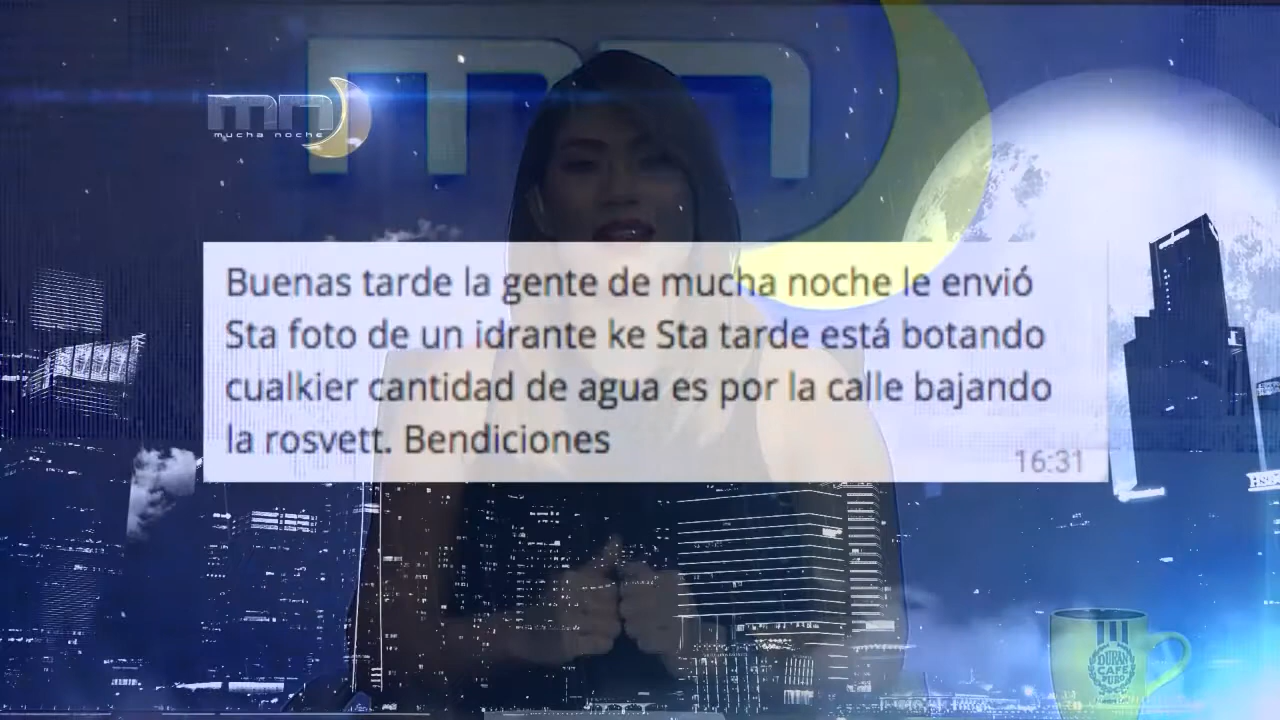 mn
mn
mucha noche
Buenas tarde la gente de mucha noche le envió
Sta foto de un idrante ke Sta tarde está botando
cualkier cantidad de agua es por la calle bajando
la rosvett. Bendiciones
16:31
DURAN
CAFE
PURO